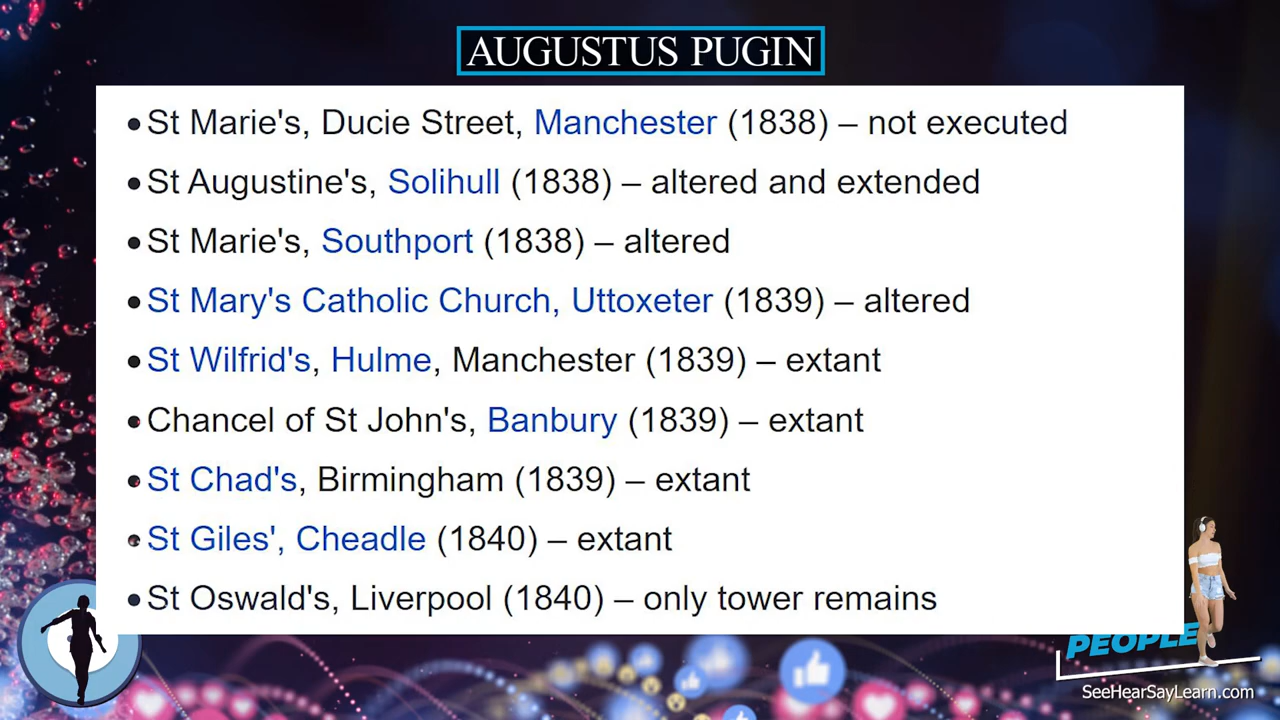 AUGUSTUS PUGIN
•St Marie's, Ducie Street, Manchester (1838) – not executed
•St Augustine's, Solihull (1838) – altered and extended
•St Marie's, Southport (1838) – altered
•St Mary's Catholic Church, Uttoxeter (1839) – altered
•St Wilfrid's, Hulme, Manchester (1839) – extant
•Chancel of St John's, Banbury (1839) – extant
•St Chad's, Birmingham (1839) – extant
•St Giles', Cheadle (1840) – extant
•St Oswald's, Liverpool (1840) – only tower remains
PEOPLE
SeeHearSayLearn.com